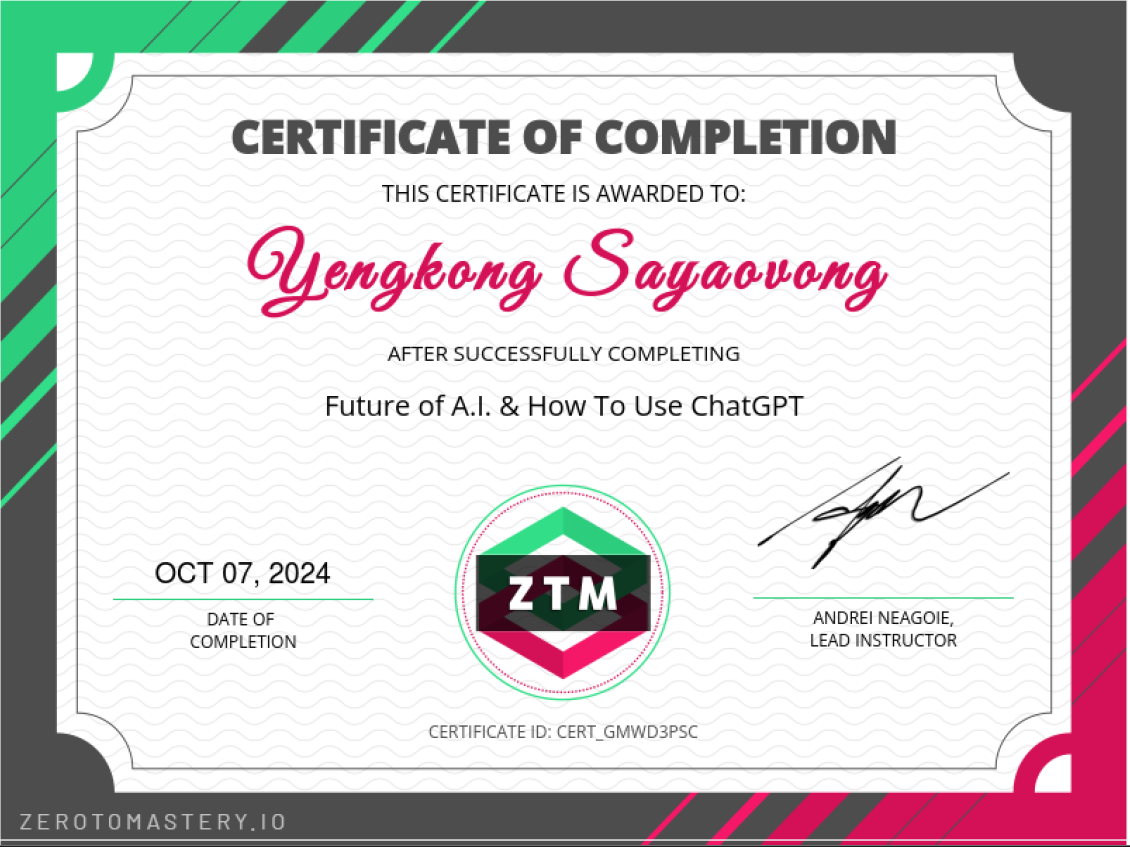 CERTIFICATE OF COMPLETION
THIS CERTIFICATE IS AWARDED TO:
Yengkong Sayaovong
AFTER SUCCESSFULLY COMPLETING
Future of A.I. & How To Use ChatGPT
OCT 07, 2024
DATE OF
COMPLETION
ZTM
ANDREI NEAGOIE,
LEAD INSTRUCTOR
CERTIFICATE ID: CERT_GMWD3PSC
ZEROTOMASTERY.IO